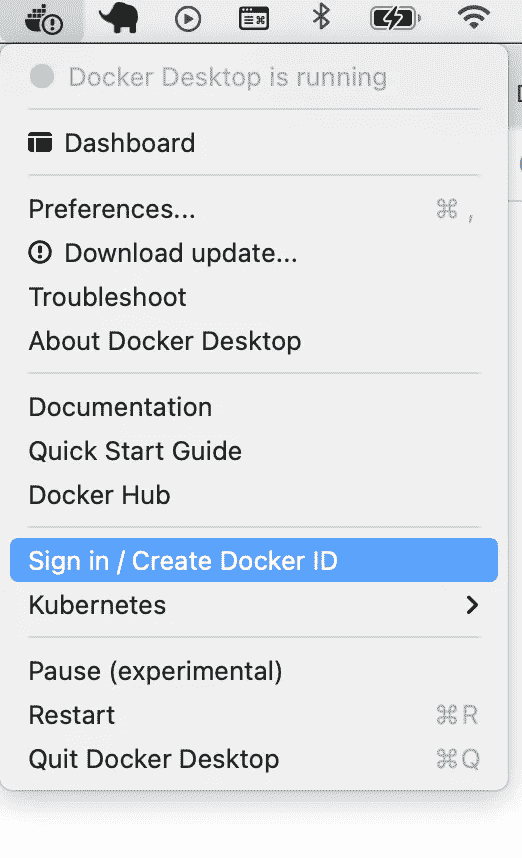 Docker Desktop is running
Dashboard
Preferences... ⌘ ,
Download update...
Troubleshoot
About Docker Desktop
Documentation
Quick Start Guide
Docker Hub
Sign in / Create Docker ID
Kubernetes
Pause (experimental)
Restart ⌘R
Quit Docker Desktop ⌘Q